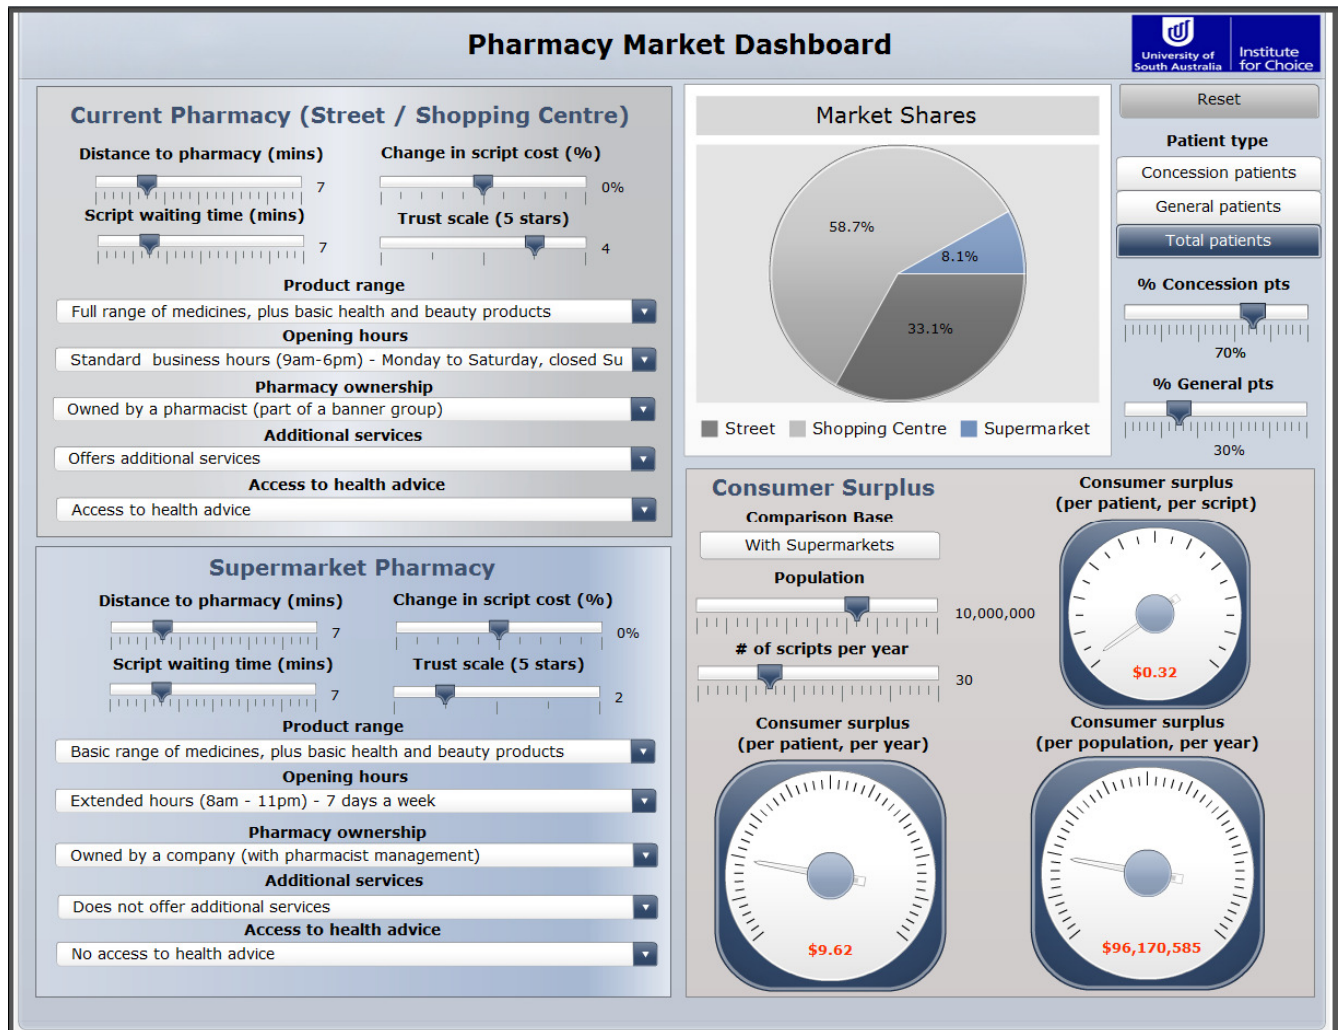 Pharmacy Market Dashboard
University of
South Australia
Institute
for Choice
Current Pharmacy (Street / Shopping Centre)
Distance to pharmacy (mins)
7
Change in script cost (%)
0%
Script waiting time (mins)
7
Trust scale (5 stars)
4
Product range
Full range of medicines, plus basic health and beauty products
Opening hours
Standard business hours (9am-6pm) - Monday to Saturday, closed Su
Pharmacy ownership
Owned by a pharmacist (part of a banner group)
Additional services
Offers additional services
Access to health advice
Access to health advice
Supermarket Pharmacy
Distance to pharmacy (mins)
7
Change in script cost (%)
0%
Script waiting time (mins)
7
Trust scale (5 stars)
2
Product range
Basic range of medicines, plus basic health and beauty products
Opening hours
Extended hours (8am - 11pm) - 7 days a week
Pharmacy ownership
Owned by a company (with pharmacist management)
Additional services
Does not offer additional services
Access to health advice
No access to health advice
Market Shares
58.7%
8.1%
33.1%
Street
Shopping Centre
Supermarket
Reset
Patient type
Concession patients
General patients
Total patients
% Concession pts
70%
% General pts
30%
Consumer Surplus
Comparison Base
With Supermarkets
Population
10,000,000
# of scripts per year
30
Consumer surplus
(per patient, per script)
$0.32
Consumer surplus
(per patient, per year)
$9.62
Consumer surplus
(per population, per year)
$96,170,585